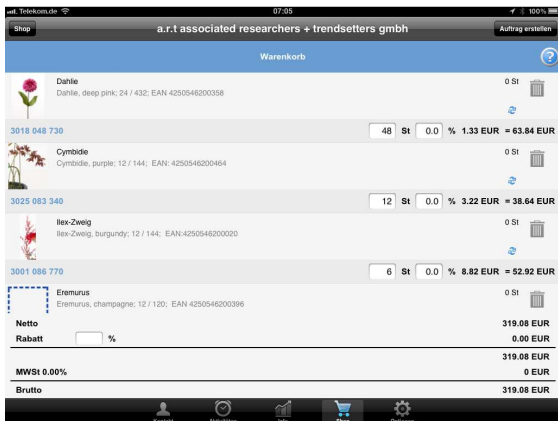 Telekom.de 07:05 100%
Shop a.r.t associated researchers + trendsetters gmbh Auftrag erstellen
Warenkorb ?
Dahlie 0 St
Dahlie, deep pink; 24 / 432; EAN 4250546200358
3018 048 730 48 St 0.0 % 1.33 EUR = 63.84 EUR
Cymbidie 0 St
Cymbidie, purple; 12 / 144; EAN: 4250546200464
3025 083 340 12 St 0.0 % 3.22 EUR = 38.64 EUR
Ilex-Zweig 0 St
Ilex-Zweig, burgundy; 12 / 144; EAN:4250546200020
3001 086 770 6 St 0.0 % 8.82 EUR = 52.92 EUR
Eremurus 0 St
Eremurus, champagne; 12 / 120; EAN 4250546200396
Netto 319.08 EUR
Rabatt % 0.00 EUR
319.08 EUR
MWSt 0.00% 0 EUR
Brutto 319.08 EUR
Kontakt Aktivitäten Info Shop Optionen